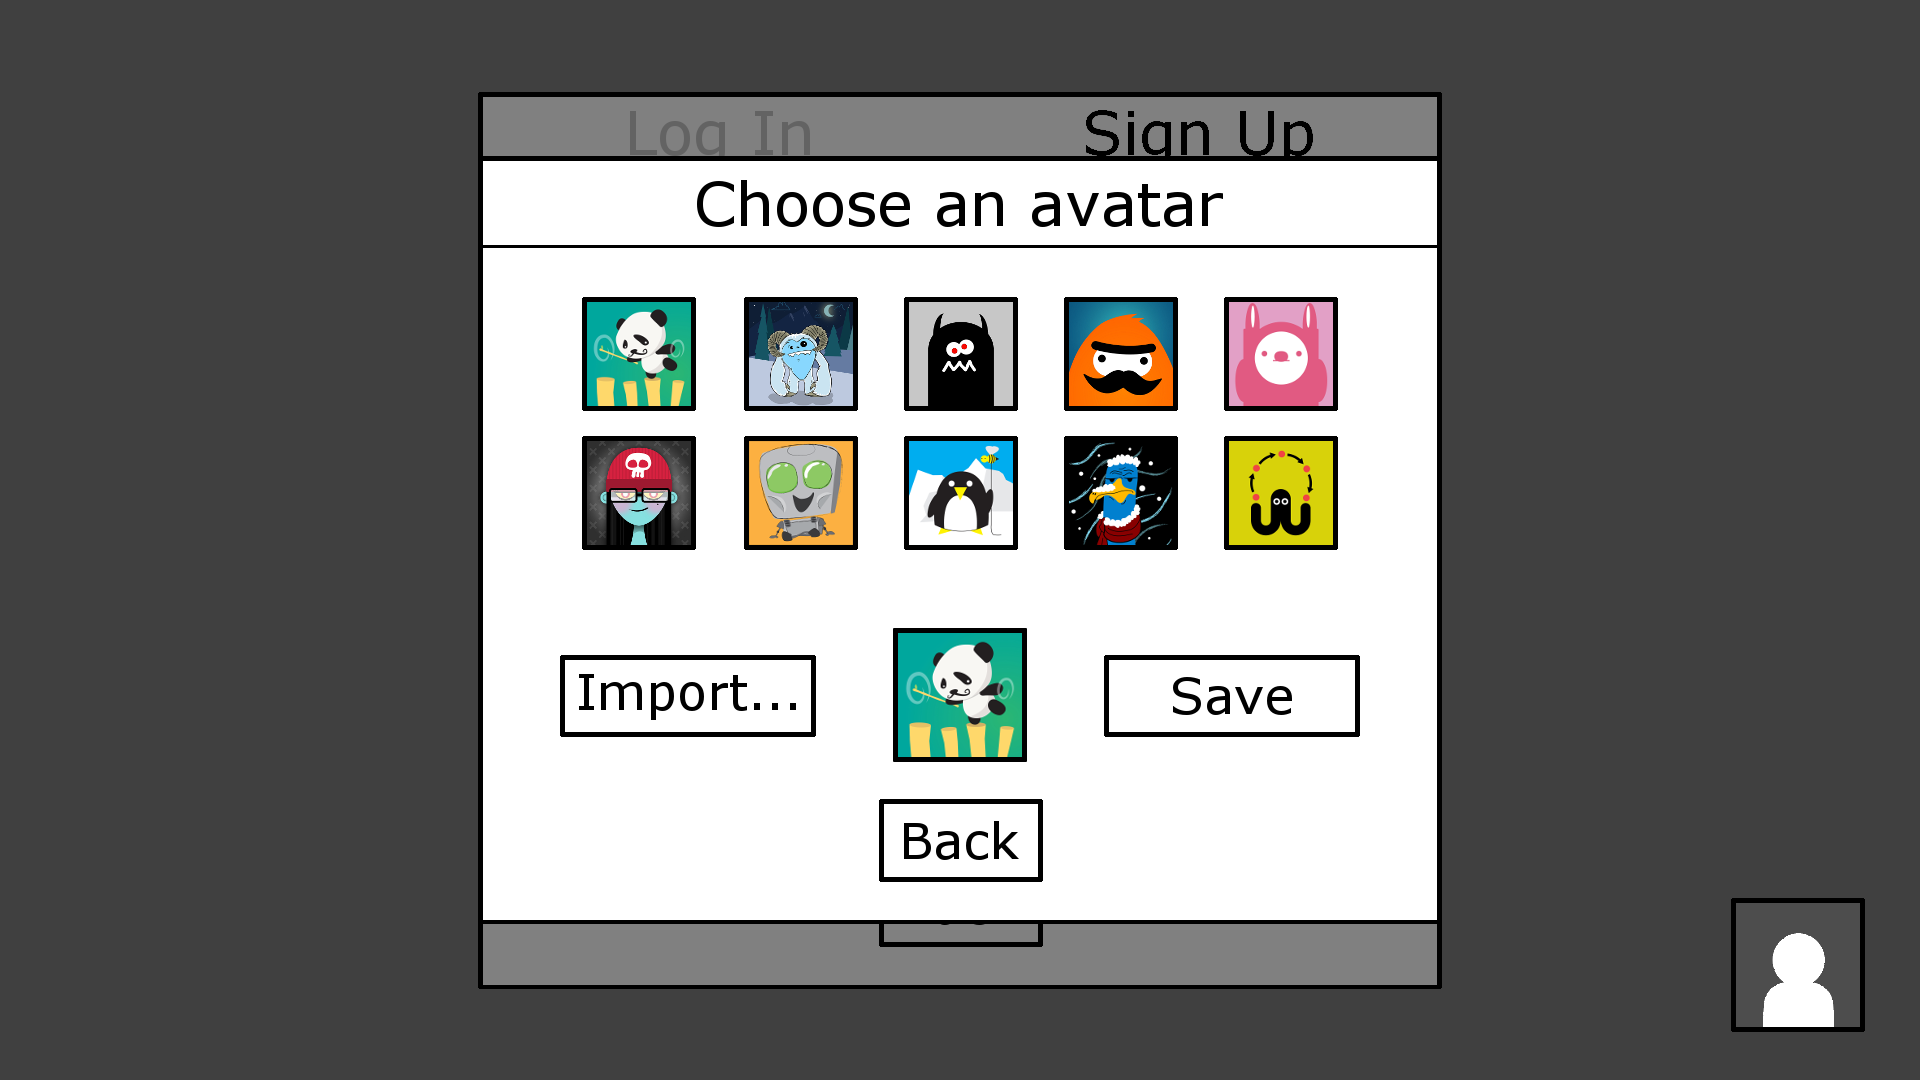 Log In
Sign Up
Choose an avatar
Import...
Save
Back